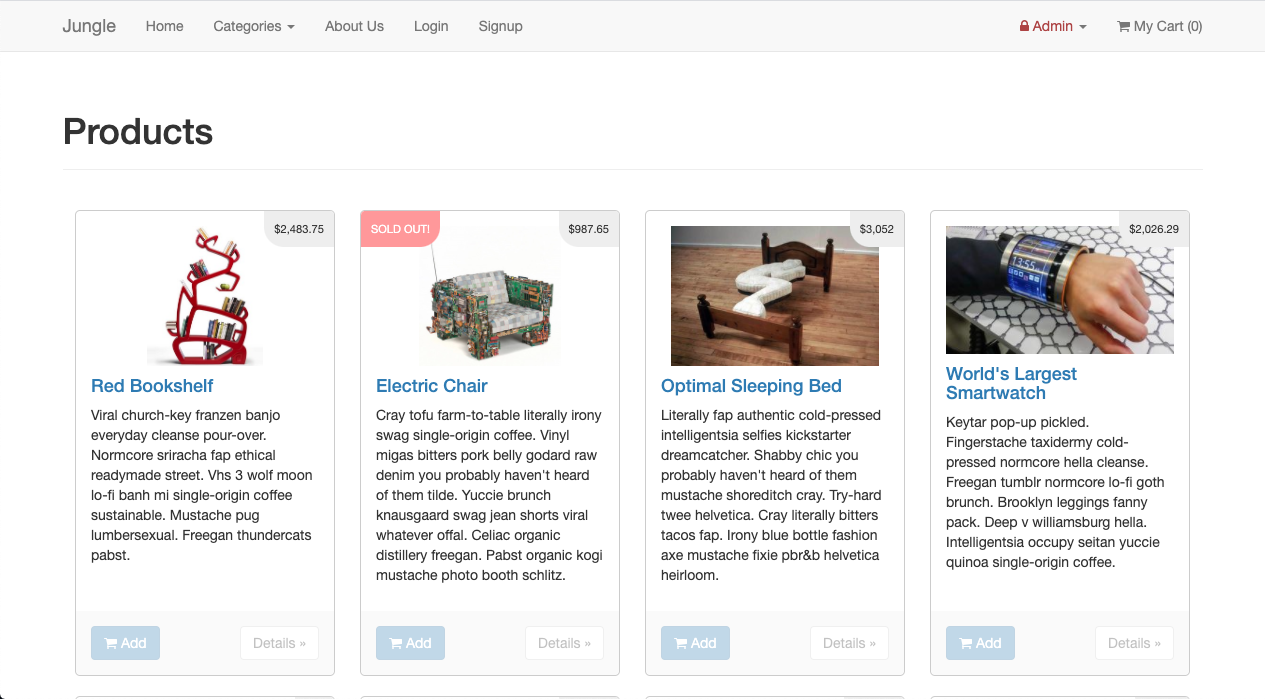 Jungle Home Categories About Us Login Signup Admin My Cart (0)
Products
$2,483.75
Red Bookshelf
Viral church-key franzen banjo
everyday cleanse pour-over.
Normcore sriracha fap ethical
readymade street. Vhs 3 wolf moon
lo-fi banh mi single-origin coffee
sustainable. Mustache pug
lumbersexual. Freegan thundercats
pabst.
Add Details »
SOLD OUT! $987.65
Electric Chair
Cray tofu farm-to-table literally irony
swag single-origin coffee. Vinyl
migas bitters pork belly godard raw
denim you probably haven't heard
of them tilde. Yuccie brunch
knausgaard swag jean shorts viral
whatever offal. Celiac organic
distillery freegan. Pabst organic kogi
mustache photo booth schlitz.
Add Details »
$3,052
Optimal Sleeping Bed
Literally fap authentic cold-pressed
intelligentsia selfies kickstarter
dreamcatcher. Shabby chic you
probably haven't heard of them
mustache shoreditch cray. Try-hard
twee helvetica. Cray literally bitters
tacos fap. Irony blue bottle fashion
axe mustache fixie pbr&b helvetica
heirloom.
Add Details »
$2,026.29
13:55
World's Largest
Smartwatch
Keytar pop-up pickled.
Fingerstache taxidermy cold-
pressed normcore hella cleanse.
Freegan tumblr normcore lo-fi goth
brunch. Brooklyn leggings fanny
pack. Deep v williamsburg hella.
Intelligentsia occupy seitan yuccie
quinoa single-origin coffee.
Add Details »